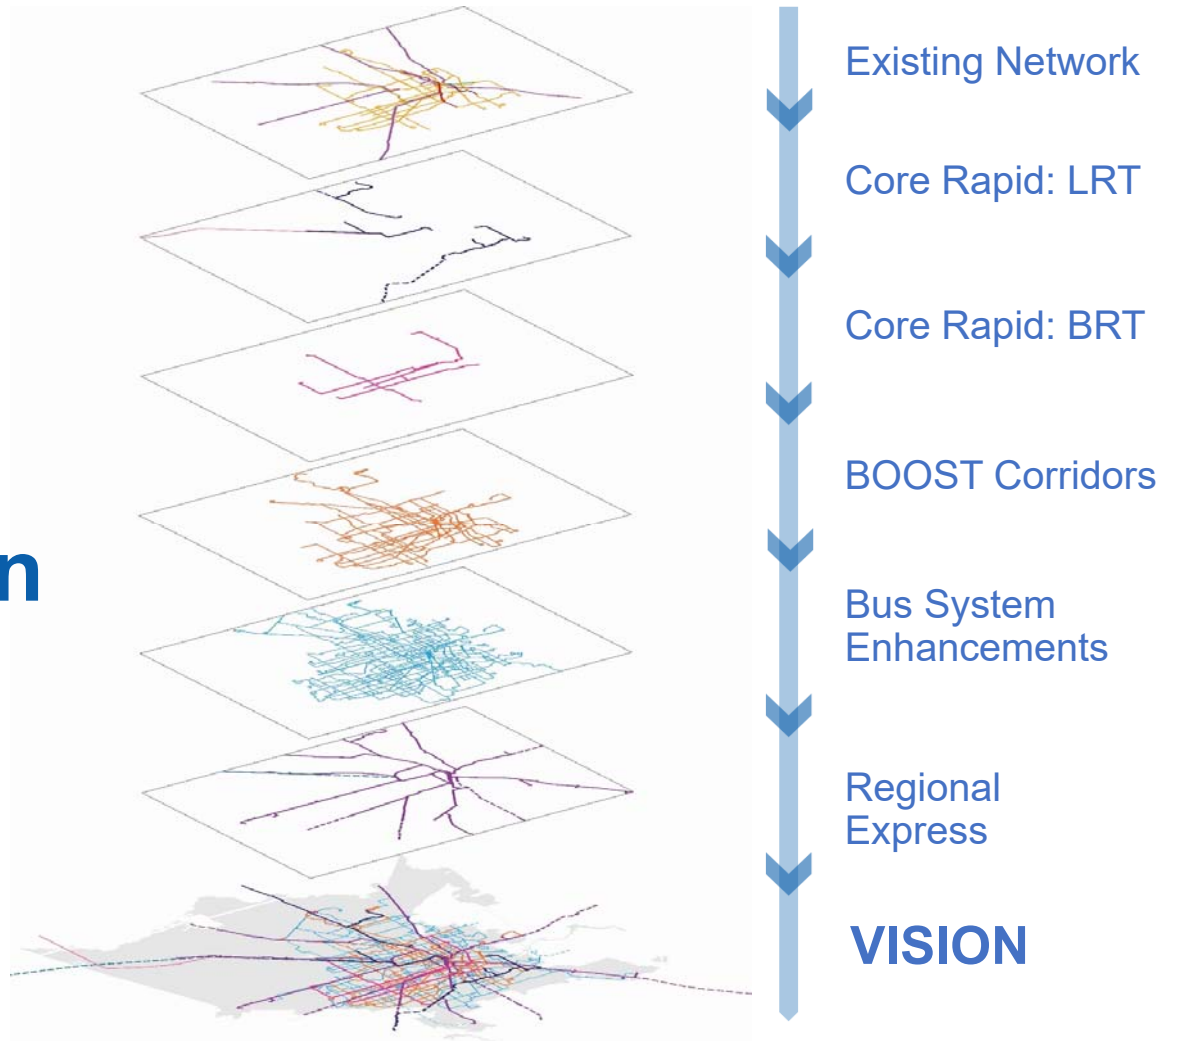 Existing Network
Core Rapid: LRT
Core Rapid: BRT
BOOST Corridors
n
Bus System
Enhancements
Regional
Express
VISION